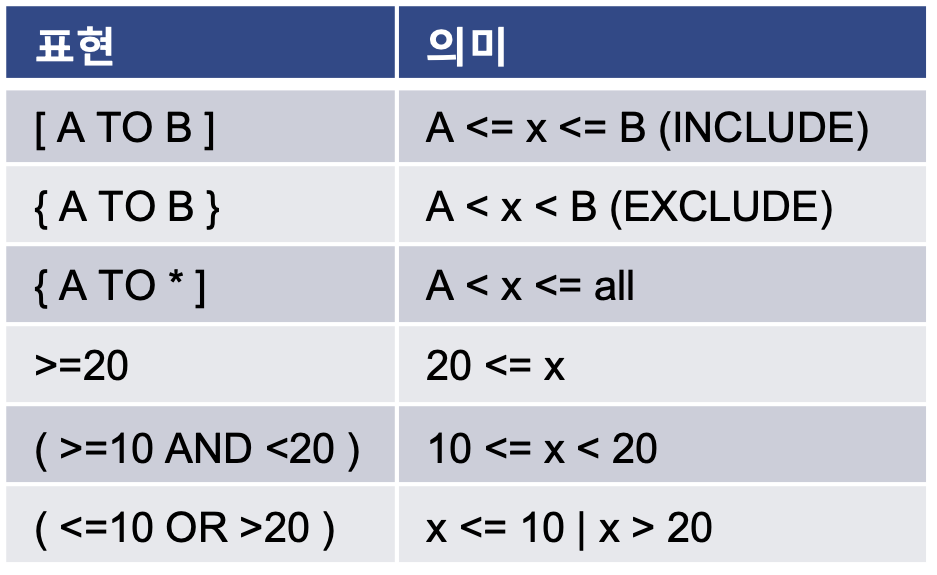 표현 의미
[ A TO B ] A <= x <= B (INCLUDE)
{ A TO B } A < x < B (EXCLUDE)
{ A TO * ] A < x <= all
>=20 20 <= x
( >=10 AND <20 ) 10 <= x < 20
( <=10 OR >20 ) x <= 10 | x > 20